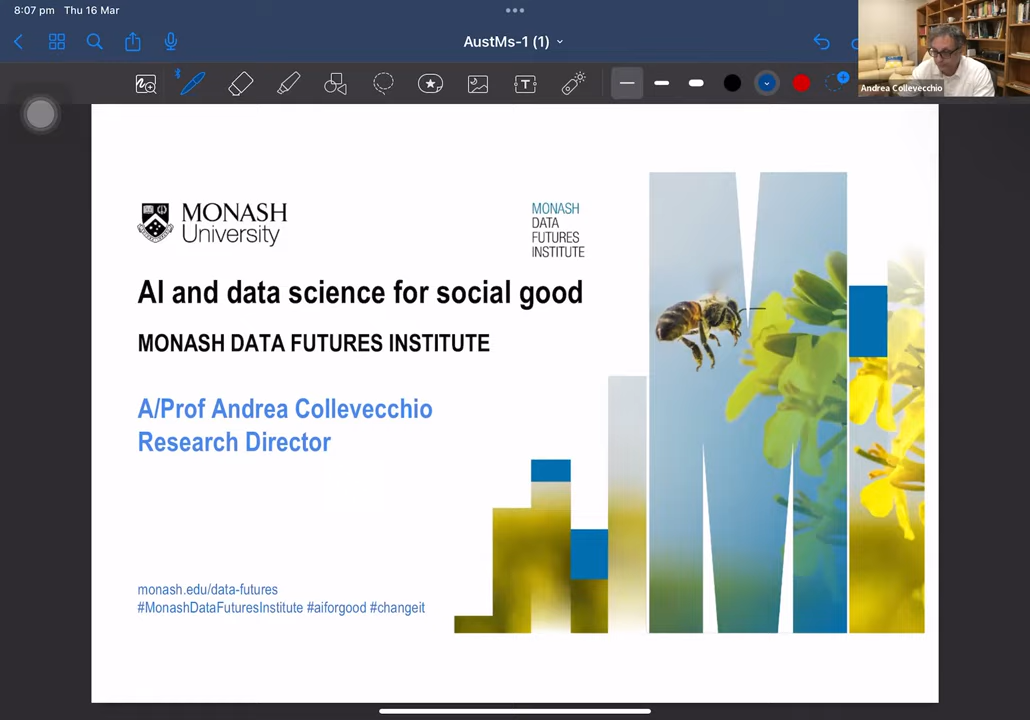 8:07 pm Thu 16 Mar
AustMs-1 (1)
T
Andrea Collevecchio
MONASH
University
MONASH
DATA
FUTURES
INSTITUTE
AI and data science for social good
MONASH DATA FUTURES INSTITUTE
A/Prof Andrea Collevecchio
Research Director
monash.edu/data-futures
#MonashDataFuturesInstitute #aiforgood #changeit